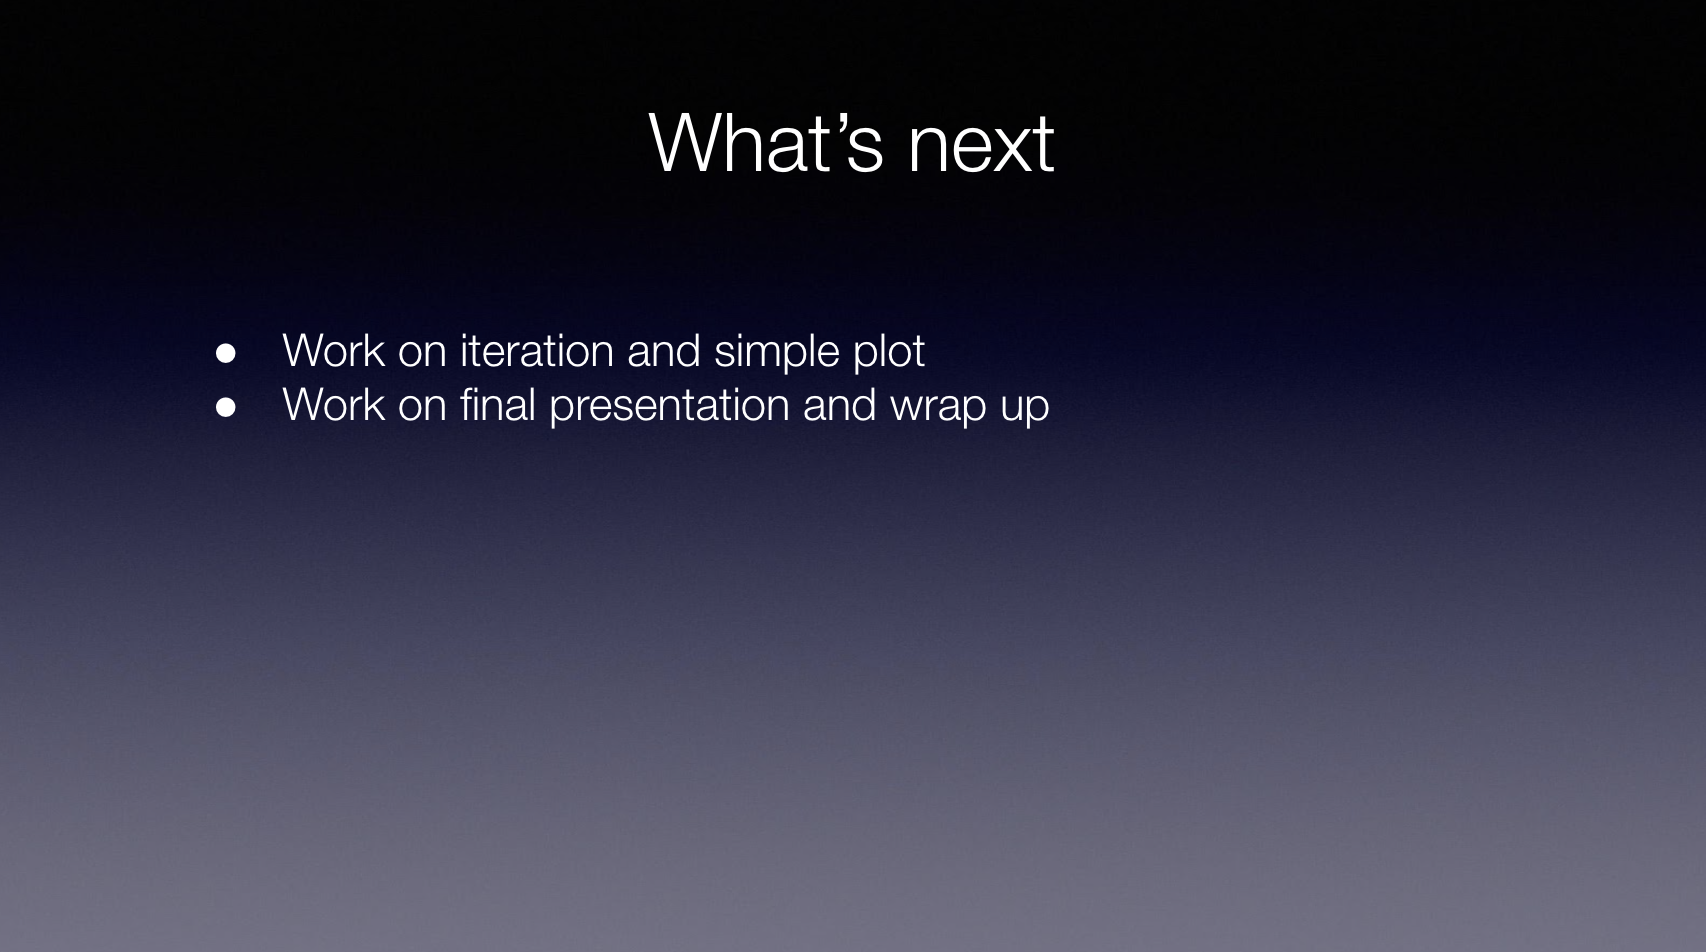 What’s next
● Work on iteration and simple plot
● Work on final presentation and wrap up